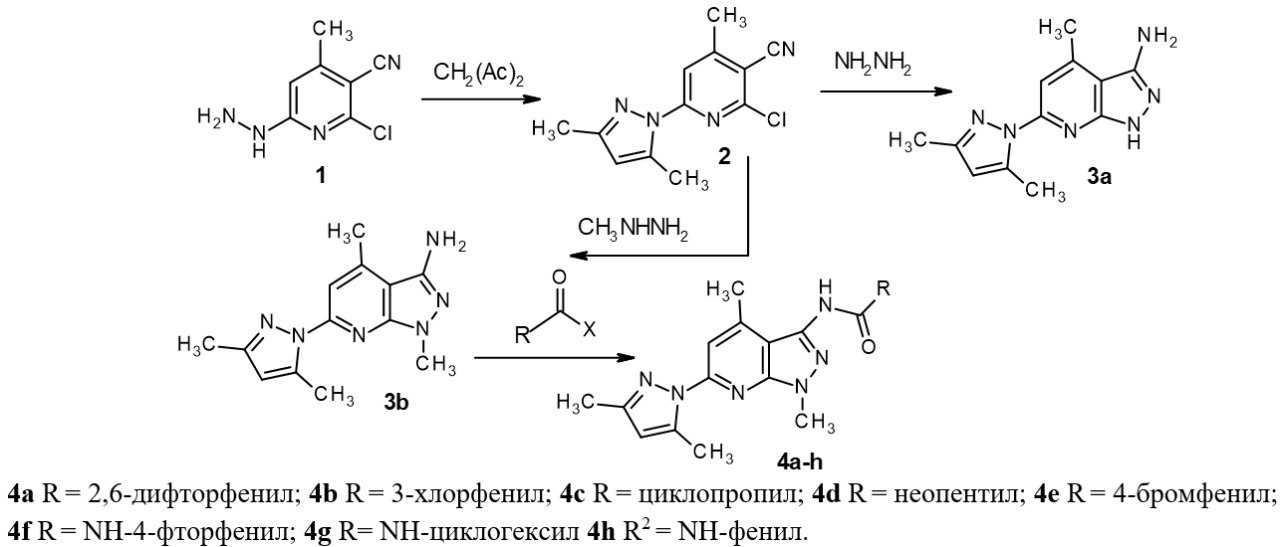 CH₃
CN
H₂N
N
H
N
Cl
1
CH₂(Ac)₂
CH₃
CN
N
N
N
Cl
H₃C
CH₃
2
NH₂NH₂
H₃C
NH₂
N
N
N
N
N
H
H₃C
CH₃
3a
CH₃NHNH₂
H₃C
NH₂
N
N
N
N
N
H₃C
CH₃
CH₃
3b
O
R
X
H₃C
H
N
R
O
N
N
N
N
N
H₃C
CH₃
CH₃
4a-h
4a R = 2,6-дифторфенил; 4b R = 3-хлорфенил; 4c R = циклопропил; 4d R = неопентил; 4e R = 4-бромфенил;
4f R = NH-4-фторфенил; 4g R= NH-циклогексил 4h R² = NH-фенил.